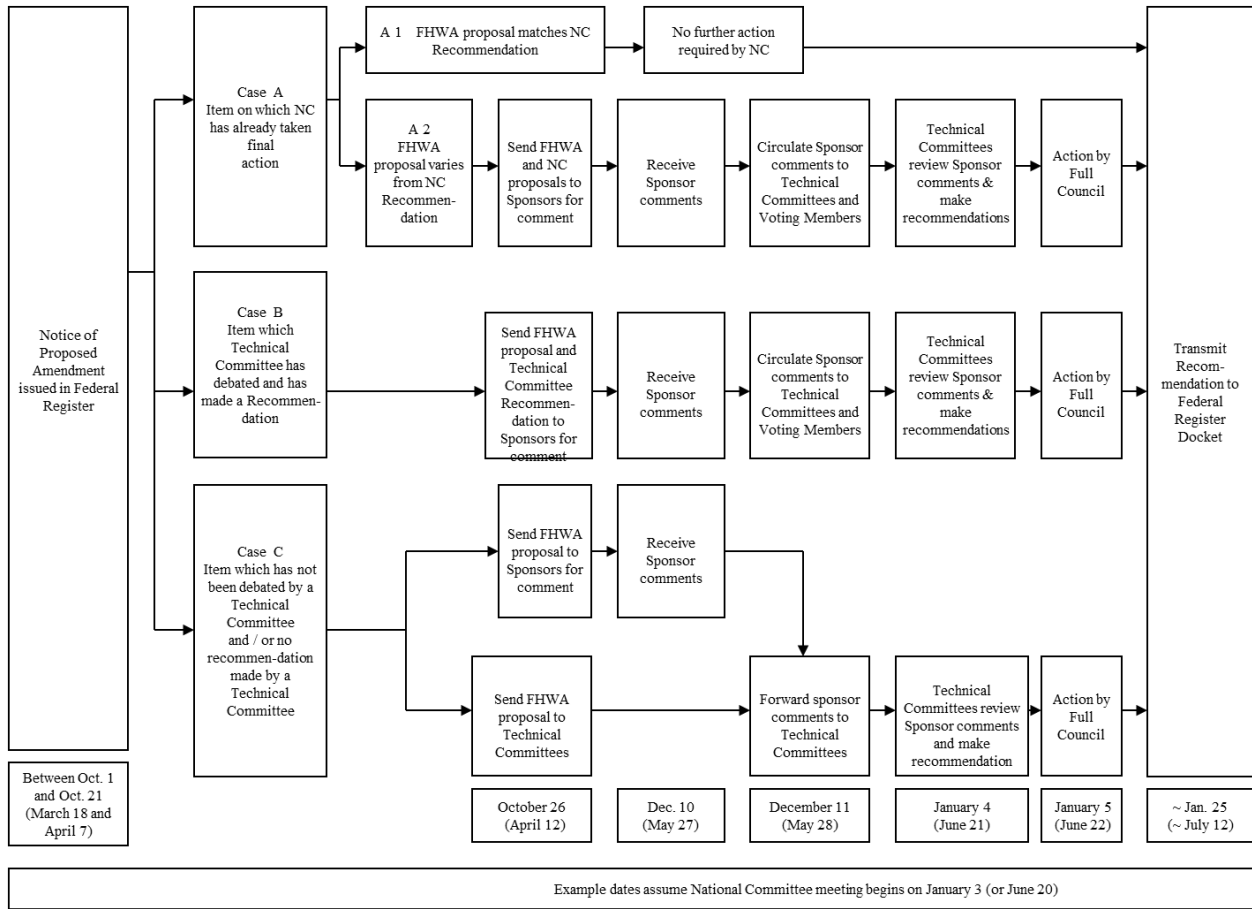 A 1 FHWA proposal matches NC
Recommendation
No further action
required by NC
Case A
Item on which NC
has already taken
final
action
A 2
FHWA
proposal varies
from NC
Recommen-
dation
Send FHWA
and NC
proposals to
Sponsors for
comment
Receive
Sponsor
comments
Circulate Sponsor
comments to
Technical
Committees and
Voting Members
Technical
Committees
review Sponsor
comments &
make
recommendations
Action by
Full
Council
Notice of
Proposed
Amendment
issued in Federal
Register
Case B
Item which
Technical
Committee has
debated and has
made a Recommen-
dation
Send FHWA
proposal and
Technical
Committee
Recommen-
dation to
Sponsors for
comment
Receive
Sponsor
comments
Circulate Sponsor
comments to
Technical
Committees and
Voting Members
Technical
Committees
review Sponsor
comments &
make
recommendations
Action by
Full
Council
Transmit
Recom-
mendation to
Federal
Register
Docket
Case C
Item which has not
been debated by a
Technical
Committee
and / or no
recommen-dation
made by a
Technical
Committee
Send FHWA
proposal to
Sponsors for
comment
Receive
Sponsor
comments
Send FHWA
proposal to
Technical
Committees
Forward sponsor
comments to
Technical
Committees
Technical
Committees review
Sponsor comments
and make
recommendation
Action by
Full
Council
Between Oct. 1
and Oct. 21
(March 18 and
April 7)
October 26
(April 12)
Dec. 10
(May 27)
December 11
(May 28)
January 4
(June 21)
January 5
(June 22)
~ Jan. 25
(~ July 12)
Example dates assume National Committee meeting begins on January 3 (or June 20)